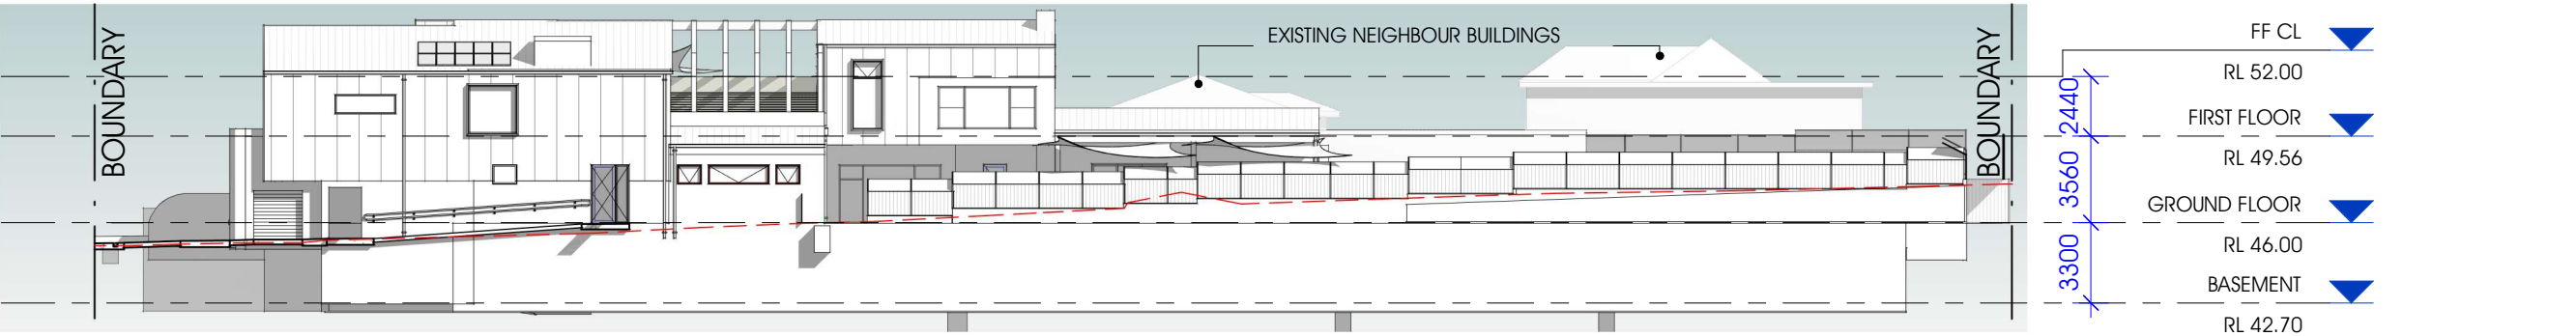 BOUNDARY
EXISTING NEIGHBOUR BUILDINGS
BOUNDARY
FF CL
RL 52.00
2440
FIRST FLOOR
RL 49.56
3560
GROUND FLOOR
RL 46.00
3300
BASEMENT
RL 42.70